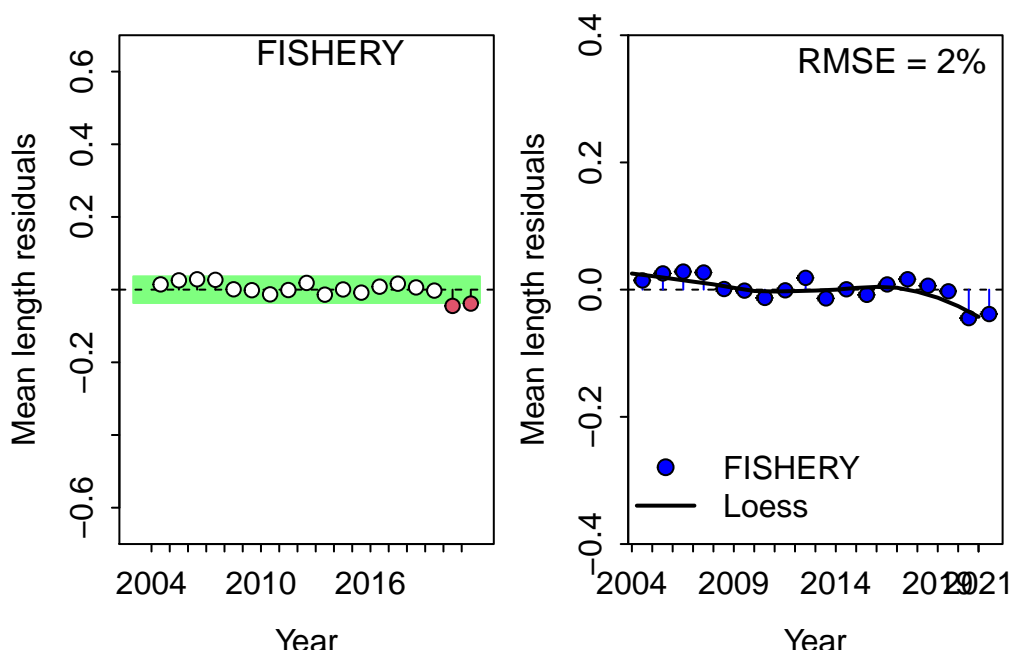 FISHERY
Mean length residuals
0.6
0.4
0.2
0.0
−0.2
−0.6
2004 2010 2016
Year
RMSE = 2%
Mean length residuals
0.4
0.2
0.0
−0.2
−0.4
FISHERY
Loess
2004 2009 2014 2019 2021
Year